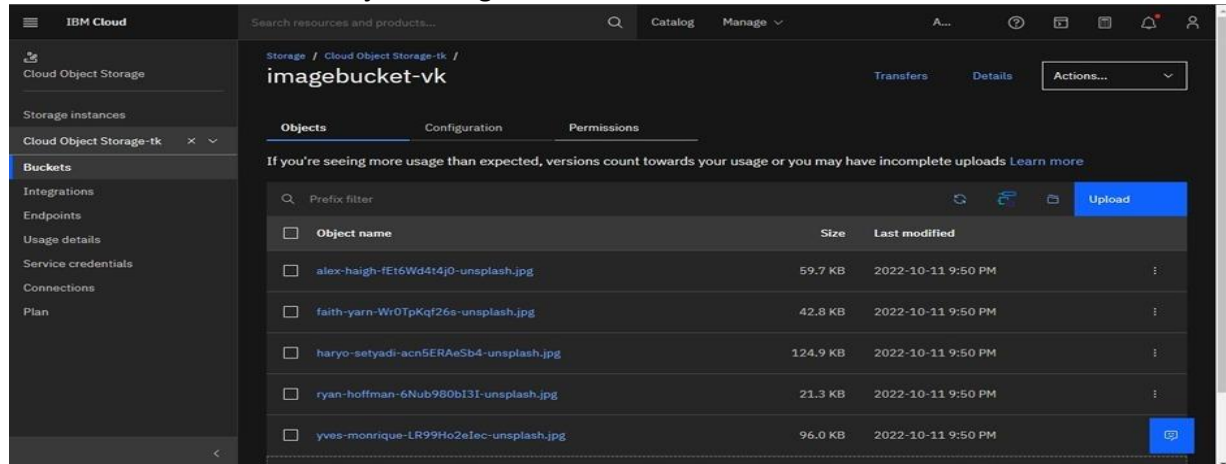 IBM Cloud
Search resources and products...
Catalog
Manage
A...
Cloud Object Storage
Storage instances
Cloud Object Storage-tk
Buckets
Integrations
Endpoints
Usage details
Service credentials
Connections
Plan
Storage / Cloud Object Storage-tk /
imagebucket-vk
Transfers
Details
Actions...
Objects
Configuration
Permissions
If you're seeing more usage than expected, versions count towards your usage or you may have incomplete uploads Learn more
Prefix filter
Upload
Object name Size Last modified
alex-haigh-fEt6Wd4t4j0-unsplash.jpg 59.7 KB 2022-10-11 9:50 PM
faith-yarn-Wr0TpKqf26s-unsplash.jpg 42.8 KB 2022-10-11 9:50 PM
haryo-setyadi-acn5ERAeSb4-unsplash.jpg 124.9 KB 2022-10-11 9:50 PM
ryan-hoffman-6Nub980bI3I-unsplash.jpg 21.3 KB 2022-10-11 9:50 PM
yves-monrique-LR99Ho2eIec-unsplash.jpg 96.0 KB 2022-10-11 9:50 PM